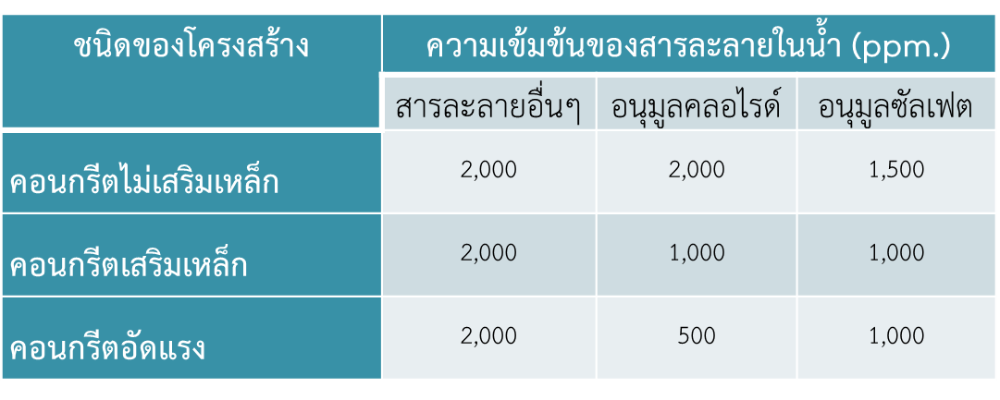 ชนิดของโครงสร้าง ความเข้มข้นของสารละลายในน้ำ (ppm.)
สารละลายอื่นๆ อนุมูลคลอไรด์ อนุมูลซัลเฟต
คอนกรีตไม่เสริมเหล็ก 2,000 2,000 1,500
คอนกรีตเสริมเหล็ก 2,000 1,000 1,000
คอนกรีตอัดแรง 2,000 500 1,000